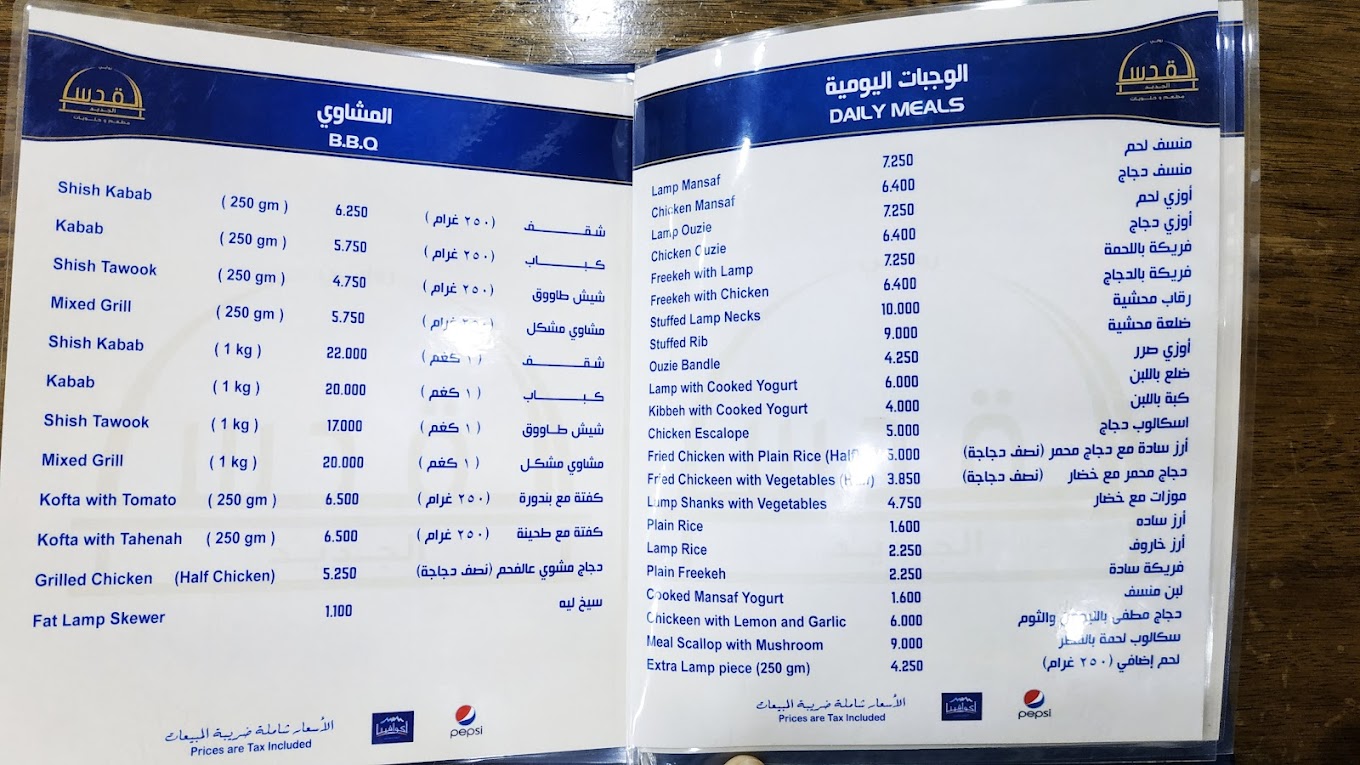 القدس
الجديد
مطعم و حلويات
المشاوي
B.B.Q
Shish Kabab ( 250 gm ) 6.250 (٢٥٠ غرام) شقـــــف
Kabab ( 250 gm ) 5.750 (٢٥٠ غرام) كبـــــاب
Shish Tawook ( 250 gm ) 4.750 (٢٥٠ غرام) شيش طاووق
Mixed Grill ( 250 gm ) 5.750 (٢٥٠ غرام) مشاوي مشكل
Shish Kabab ( 1 kg ) 22.000 (١ كغم) شقـــــف
Kabab ( 1 kg ) 20.000 (١ كغم) كبـــــاب
Shish Tawook ( 1 kg ) 17.000 (١ كغم) شيش طـاووق
Mixed Grill ( 1 kg ) 20.000 (١ كغم) مشاوي مشكـل
Kofta with Tomato ( 250 gm ) 6.500 (٢٥٠ غرام) كفتة مع بندورة
Kofta with Tahenah ( 250 gm ) 6.500 (٢٥٠ غرام) كفتة مع طحينة
Grilled Chicken (Half Chicken) 5.250 دجاج مشوي عالفحم (نصف دجاجة)
Fat Lamp Skewer 1.100 سيخ ليه
الأسعار شاملة ضريبة المبيعات
Prices are Tax Included
أكوافينا
pepsi
القدس
الجديد
مطعم و حلويات
الوجبات اليومية
DAILY MEALS
Lamp Mansaf 7.250 منسف لحم
Chicken Mansaf 6.400 منسف دجاج
Lamp Ouzie 7.250 أوزي لحم
Chicken Ouzie 6.400 أوزي دجاج
Freekeh with Lamp 7.250 فريكة باللحمة
Freekeh with Chicken 6.400 فريكة بالدجاج
Stuffed Lamp Necks 10.000 رقاب محشية
Stuffed Rib 9.000 ضلعة محشية
Ouzie Bandle 4.250 أوزي صرر
Lamp with Cooked Yogurt 6.000 ضلع باللبن
Kibbeh with Cooked Yogurt 4.000 كبة باللبن
Chicken Escalope 5.000 اسكالوب دجاج
Fried Chicken with Plain Rice (Half 5.000 أرز سادة مع دجاج محمر (نصف دجاجة)
Fried Chickeen with Vegetables (Half) 3.850 دجاج محمر مع خضار (نصف دجاجة)
Lamp Shanks with Vegetables 4.750 موزات مع خضار
Plain Rice 1.600 أرز ساده
Lamp Rice 2.250 أرز خاروف
Plain Freekeh 2.250 فريكة سادة
Cooked Mansaf Yogurt 1.600 لبن منسف
Chickeen with Lemon and Garlic 6.000 دجاج مطفى بالليمون والثوم
Meal Scallop with Mushroom 9.000 سكالوب لحمة بالفطر
Extra Lamp piece (250 gm) 4.250 لحم إضافي (٢٥٠ غرام)
الأسعار شاملة ضريبة المبيعات
Prices are Tax Included
أكوافينا
pepsi